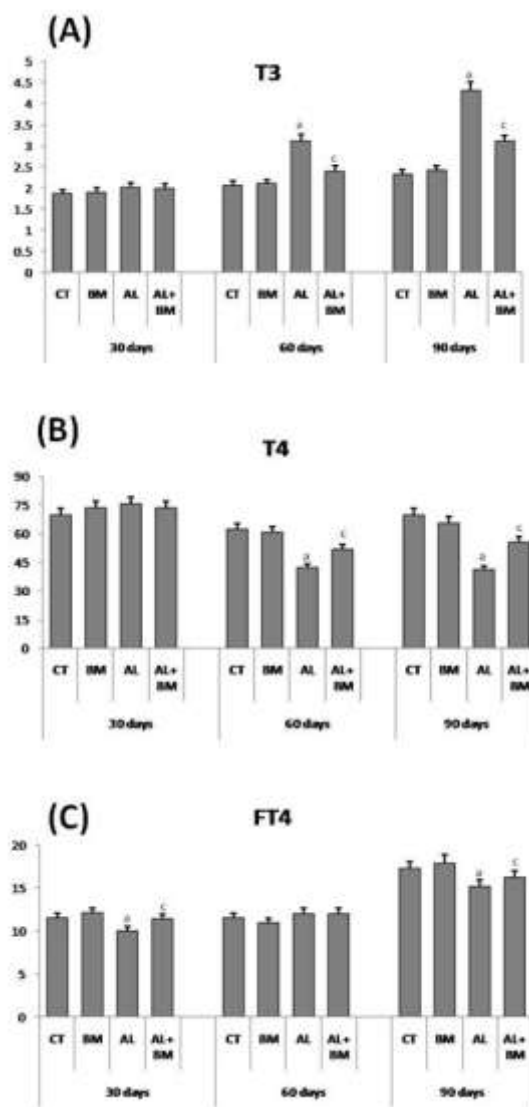 (A)
T3
5
4.5
4
3.5
3
2.5
2
1.5
1
0.5
0
a
c
a
c
CT BM AL AL+ BM CT BM AL AL+ BM CT BM AL AL+ BM
30 days 60 days 90 days
(B)
T4
90
75
60
45
30
15
0
a
c
a
c
CT BM AL AL+ BM CT BM AL AL+ BM CT BM AL AL+ BM
30 days 60 days 90 days
(C)
FT4
20
15
10
5
0
a
c
a
c
CT BM AL AL+ BM CT BM AL AL+ BM CT BM AL AL+ BM
30 days 60 days 90 days